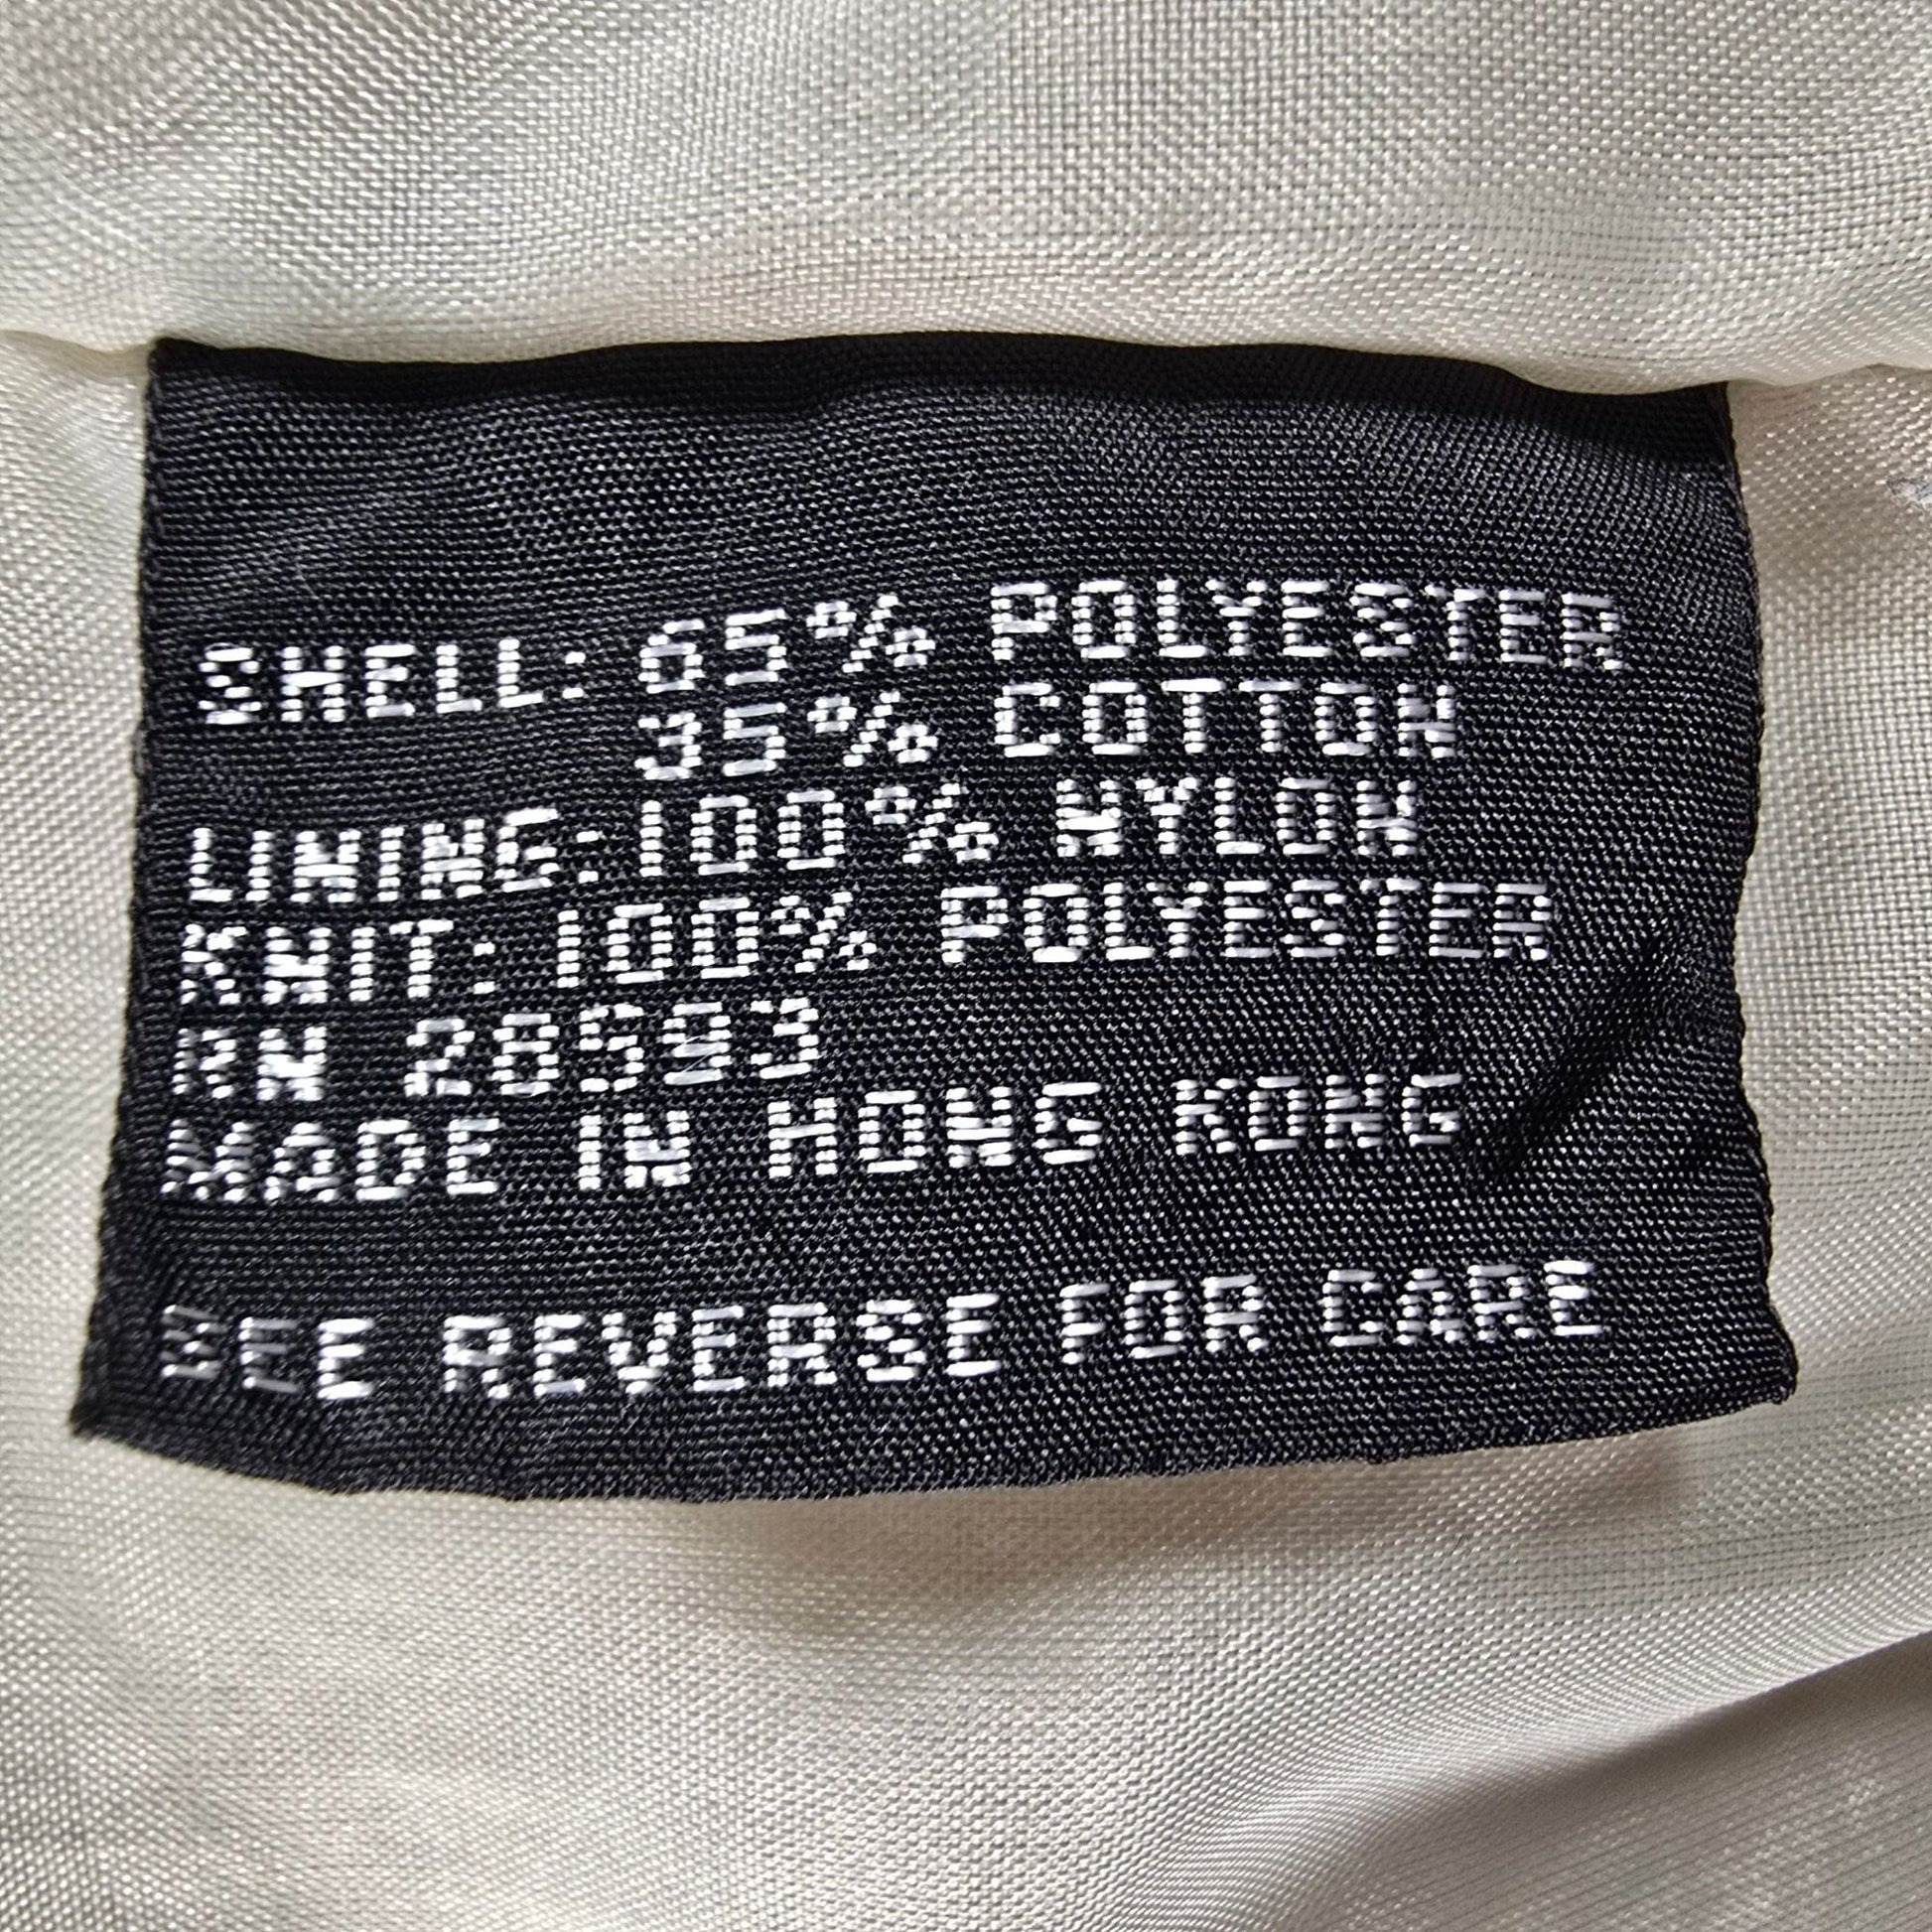 SHELL: 65% POLYESTER
35% COTTON
LINING: 100% NYLON
KNIT: 100% POLYESTER
RN 28593
MADE IN HONG KONG
SEE REVERSE FOR CARE